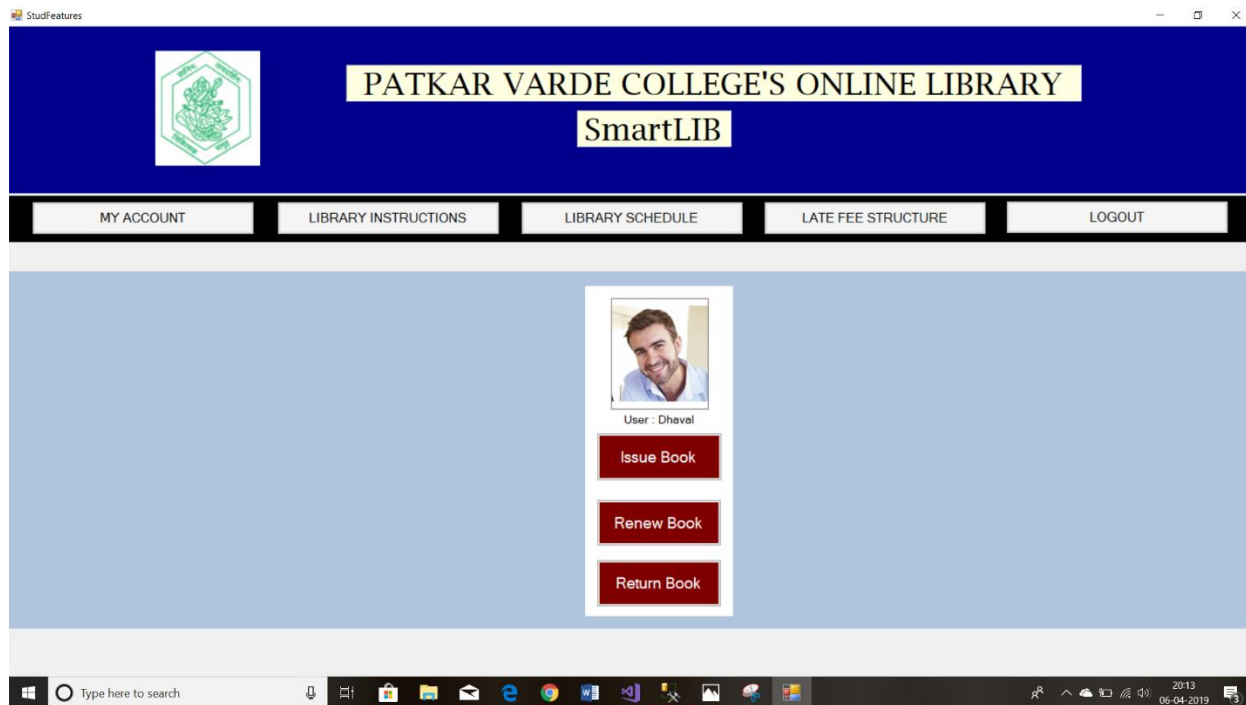 StudFeatures
PATKAR VARDE COLLEGE'S ONLINE LIBRARY
SmartLIB
MY ACCOUNT
LIBRARY INSTRUCTIONS
LIBRARY SCHEDULE
LATE FEE STRUCTURE
LOGOUT
User : Dhaval
Issue Book
Renew Book
Return Book
Type here to search
20:13
06-04-2019
3